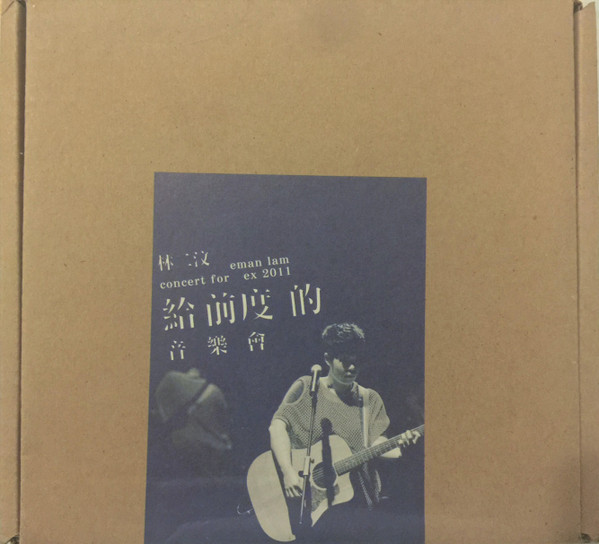 林二汶 eman lam
concert for ex 2011
給前度的
音樂會